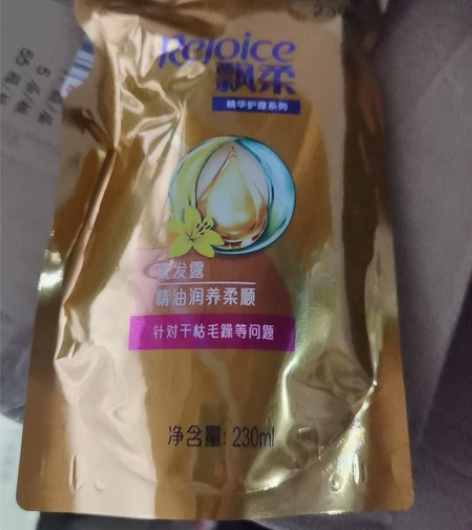 Rejoice
飘柔
精华护理系列
发露
精油润养柔顺
针对干枯毛躁等问题
净含量: 230ml